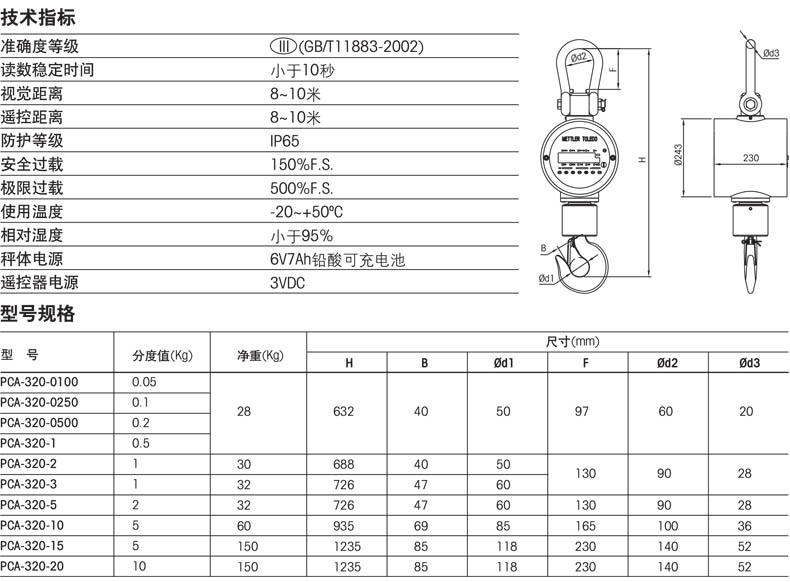 技术指标
准确度等级 Ⅲ (GB/T11883-2002)
读数稳定时间 小于10秒
视觉距离 8~10米
遥控距离 8~10米
防护等级 IP65
安全过载 150%F.S.
极限过载 500%F.S.
使用温度 -20~+50ºC
相对湿度 小于95%
秤体电源 6V7Ah铅酸可充电池
遥控器电源 3VDC
Ød2
F
H
METTLER TOLEDO
B
Ød1
Ød3
Ø243
230
型号规格
型 号 分度值(Kg) 净重(Kg) 尺寸(mm)
H B Ød1 F Ød2 Ød3
PCA-320-0100 0.05
PCA-320-0250 0.1
28 632 40 50 97 60 20
PCA-320-0500 0.2
PCA-320-1 0.5
PCA-320-2 1 30 688 40 50
130 90 28
PCA-320-3 1 32 726 47 60
PCA-320-5 2 32 726 47 60 130 90 28
PCA-320-10 5 60 935 69 85 165 100 36
PCA-320-15 5 150 1235 85 118 230 140 52
PCA-320-20 10 150 1235 85 118 230 140 52